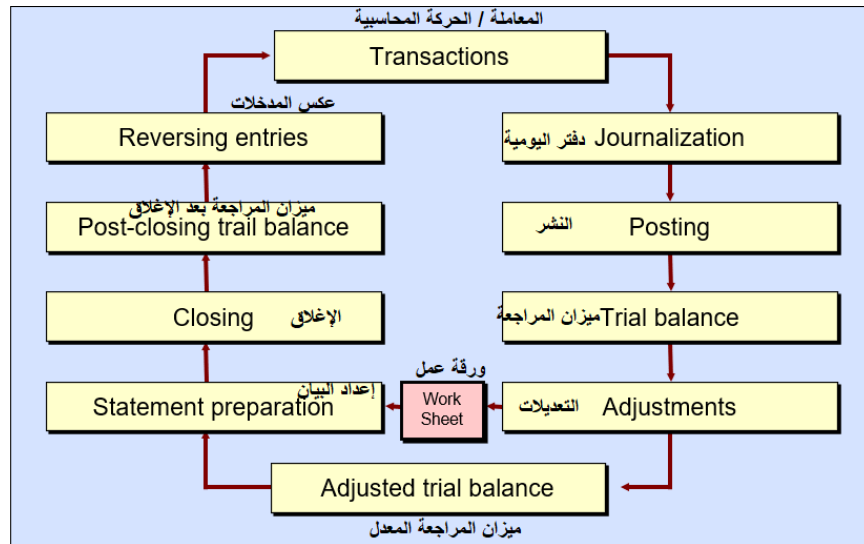 المعاملة / الحركة المحاسبية
Transactions
عكس المدخلات
Reversing entries
دفتر اليومية
Journalization
ميزان المراجعة بعد الإغلاق
Post-closing trail balance
النشر
Posting
الإغلاق
Closing
ميزان المراجعة
Trial balance
ورقة عمل
إعداد البيان
Statement preparation
Work
Sheet
التعديلات
Adjustments
Adjusted trial balance
ميزان المراجعة المعدل